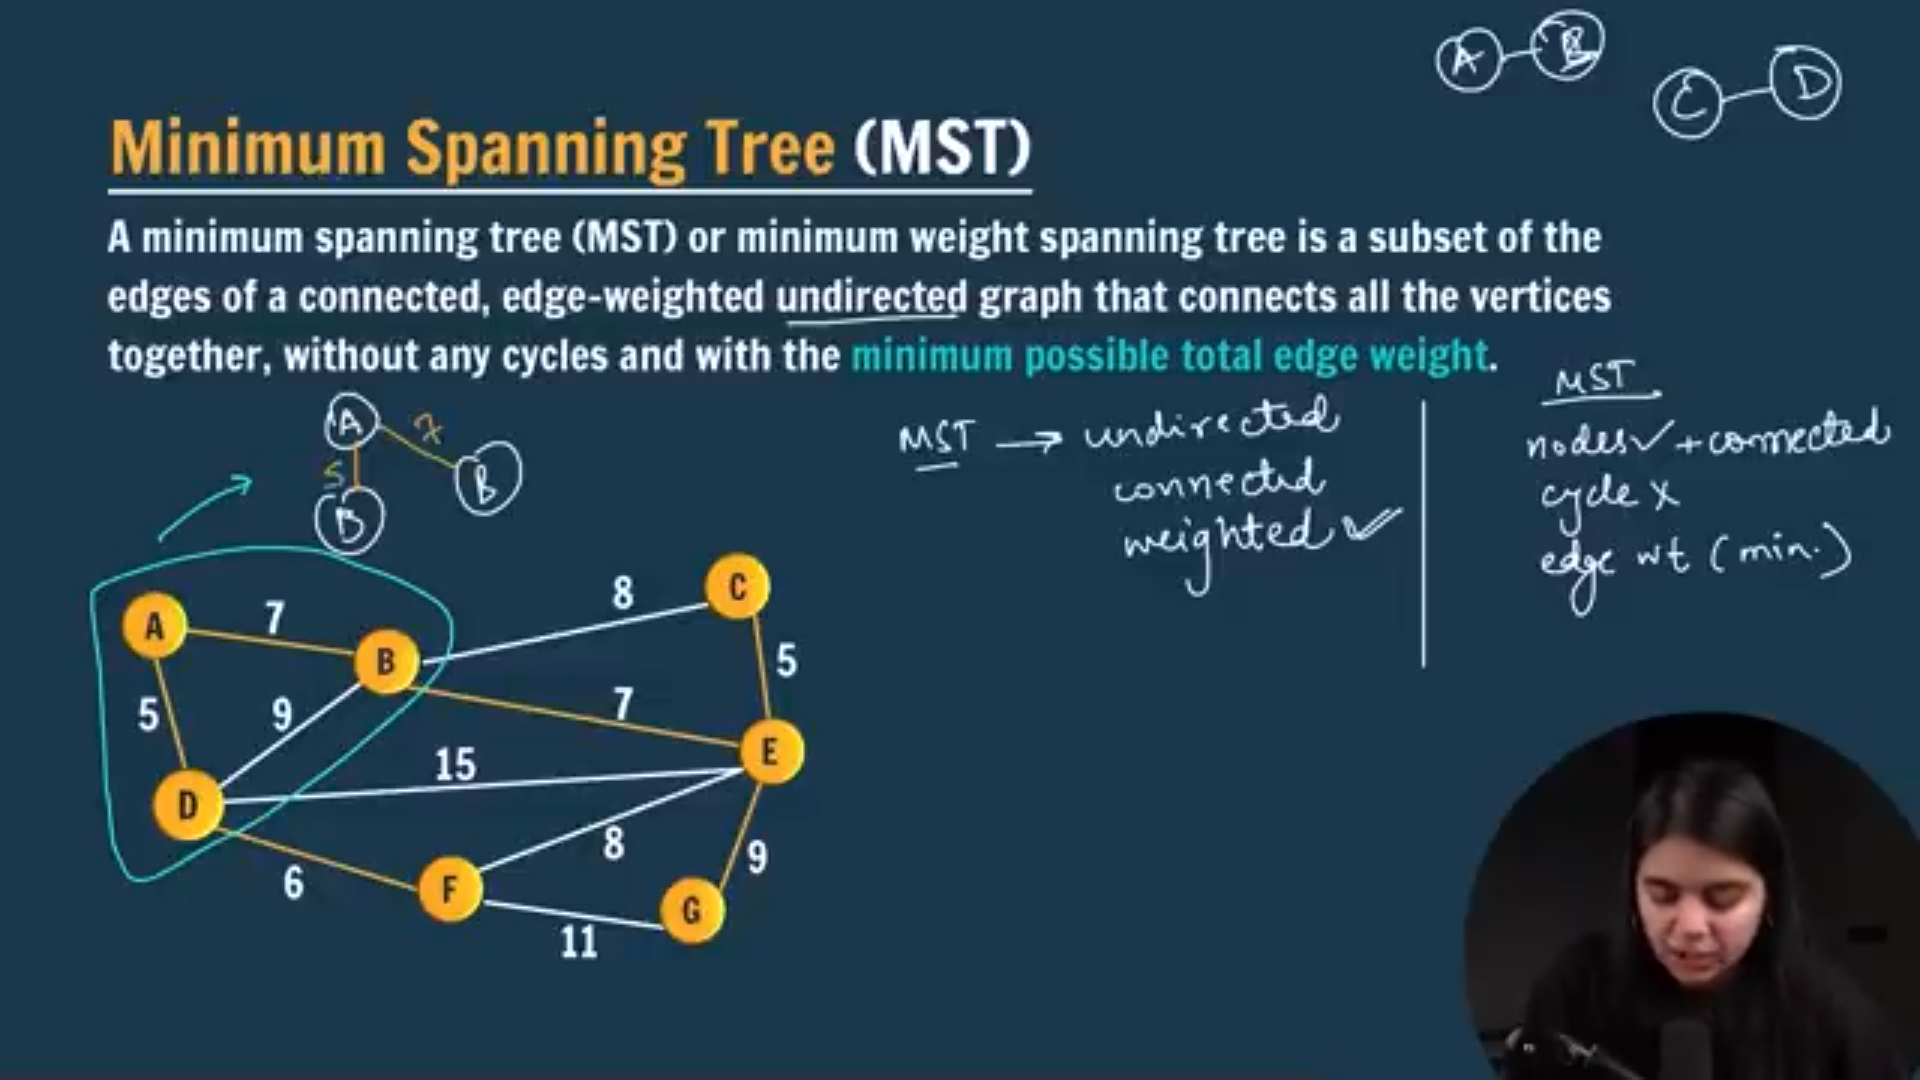 A B
C D
Minimum Spanning Tree (MST)
A minimum spanning tree (MST) or minimum weight spanning tree is a subset of the
edges of a connected, edge-weighted undirected graph that connects all the vertices
together, without any cycles and with the minimum possible total edge weight.
A 7
5 B
B
MST → undirected
connected
weighted ✓
MST
nodes ✓ + connected
cycle x
edge wt (min.)
A 7 B 8 C
5 9 7 5
D 15 E
6 F 8 9
11 G